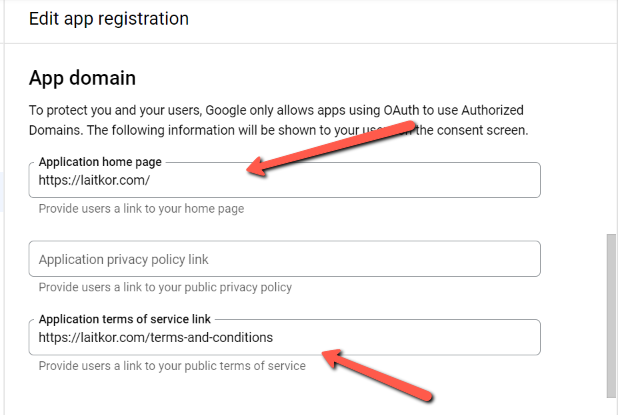 Edit app registration
App domain
To protect you and your users, Google only allows apps using OAuth to use Authorized
Domains. The following information will be shown to your on the consent screen.
Application home page
https://laitkor.com/
Provide users a link to your home page
Application privacy policy link
Provide users a link to your public privacy policy
Application terms of service link
https://laitkor.com/terms-and-conditions
Provide users a link to your public terms of service